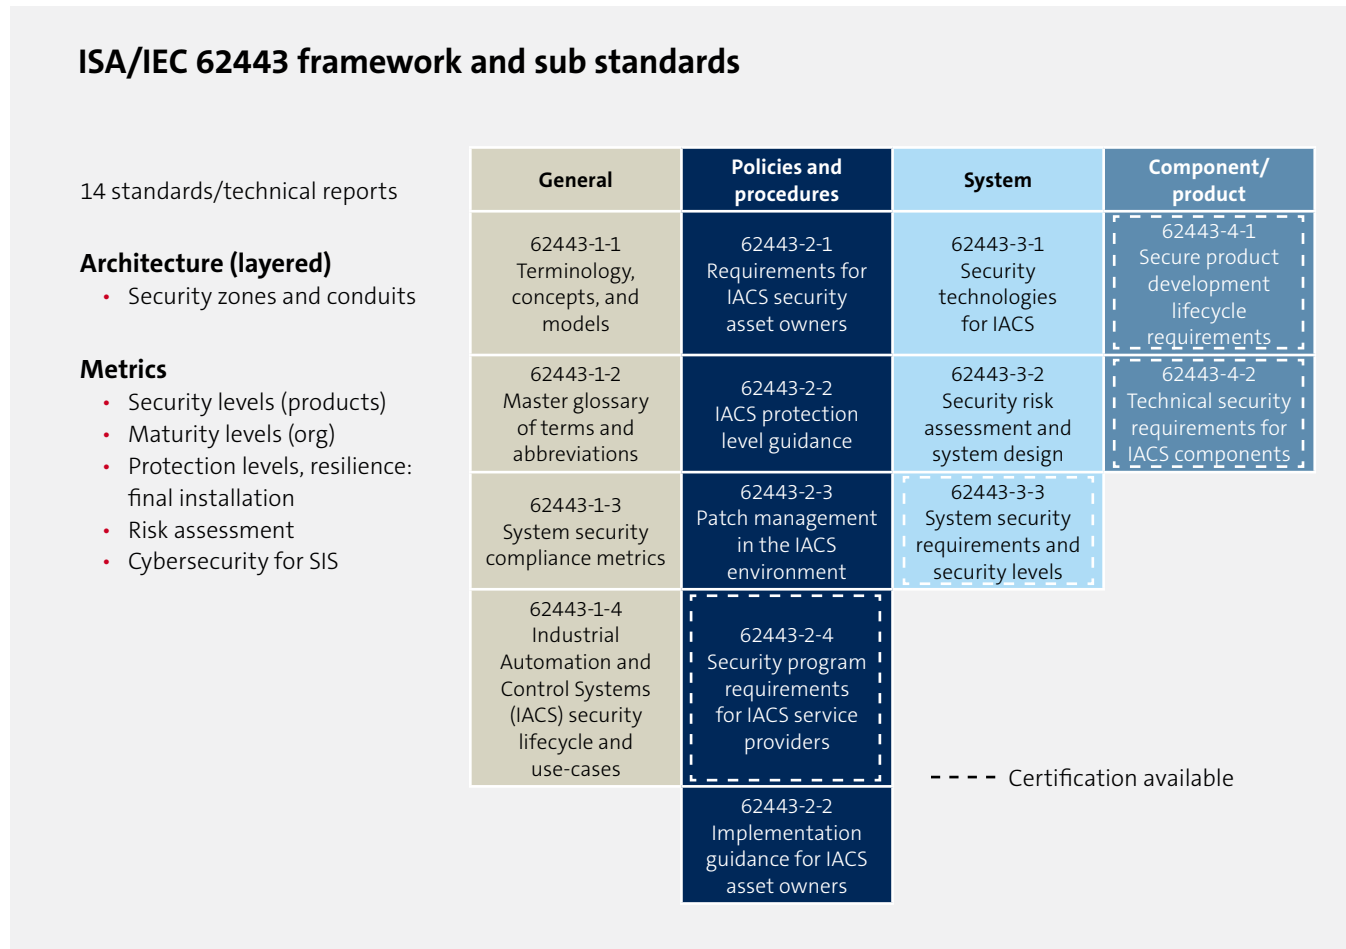 ISA/IEC 62443 framework and sub standards
14 standards/technical reports
Architecture (layered)
• Security zones and conduits
Metrics
• Security levels (products)
• Maturity levels (org)
• Protection levels, resilience:
final installation
• Risk assessment
• Cybersecurity for SIS
General
62443-1-1
Terminology,
concepts, and
models
62443-1-2
Master glossary
of terms and
abbreviations
62443-1-3
System security
compliance metrics
62443-1-4
Industrial
Automation and
Control Systems
(IACS) security
lifecycle and
use-cases
Policies and
procedures
62443-2-1
Requirements for
IACS security
asset owners
62443-2-2
IACS protection
level guidance
62443-2-3
Patch management
in the IACS
environment
62443-2-4
Security program
requirements
for IACS service
providers
62443-2-2
Implementation
guidance for IACS
asset owners
System
62443-3-1
Security
technologies
for IACS
62443-3-2
Security risk
assessment and
system design
62443-3-3
System security
requirements and
security levels
Component/
product
62443-4-1
Secure product
development
lifecycle
requirements
62443-4-2
Technical security
requirements for
IACS components
Certification available